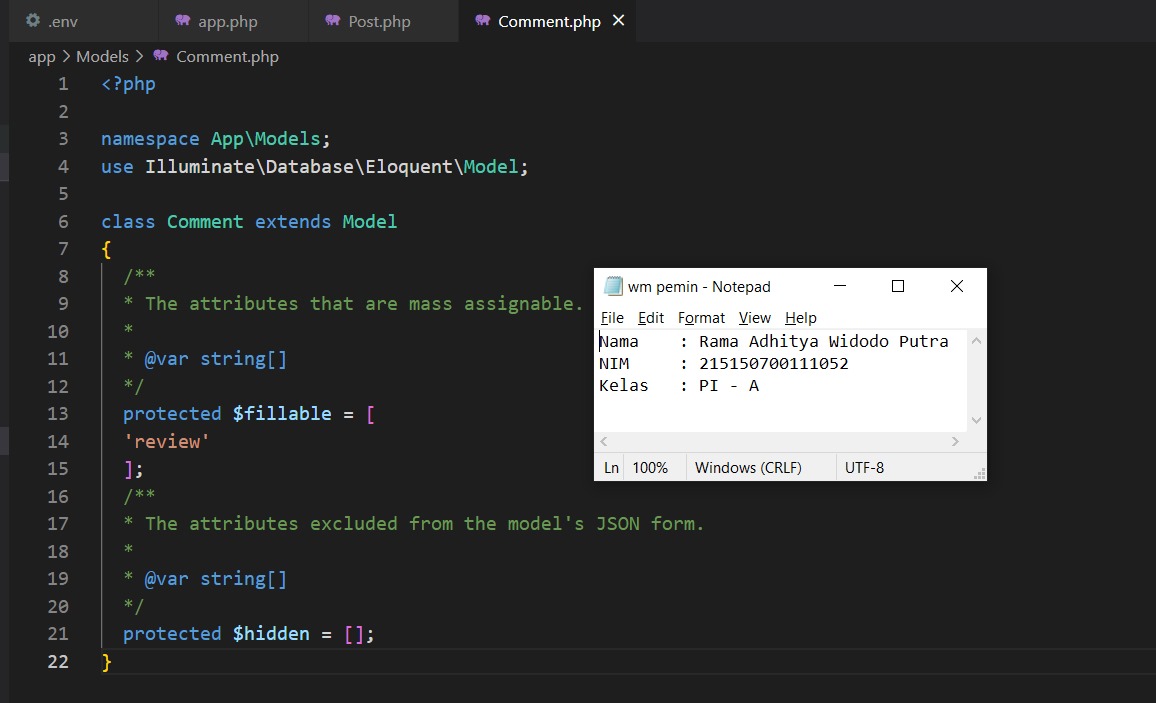 .env app.php Post.php Comment.php
app > Models > Comment.php
1 <?php
2
3 namespace App\Models;
4 use Illuminate\Database\Eloquent\Model;
5
6 class Comment extends Model
7 {
8 /**
9 * The attributes that are mass assignable.
10 *
11 * @var string[]
12 */
13 protected $fillable = [
14 'review'
15 ];
16 /**
17 * The attributes excluded from the model's JSON form.
18 *
19 * @var string[]
20 */
21 protected $hidden = [];
22 }
wm pemin - Notepad
File Edit Format View Help
Nama : Rama Adhitya Widodo Putra
NIM : 215150700111052
Kelas : PI - A
Ln 100% Windows (CRLF) UTF-8